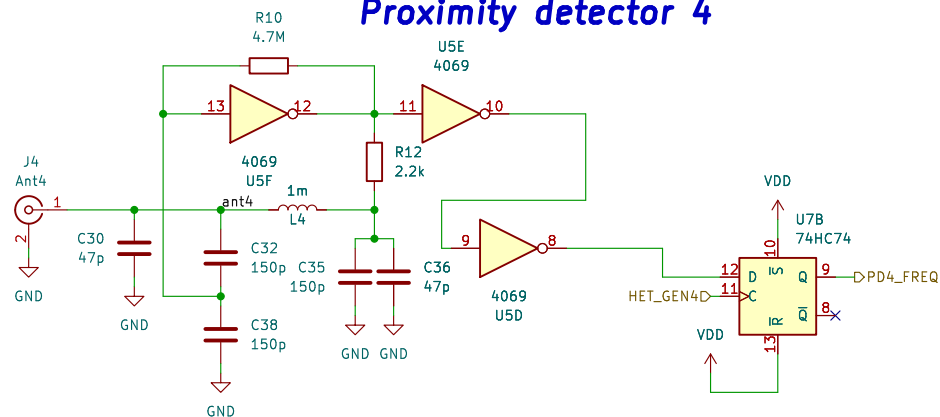 Proximity detector 4
R10
4.7M
U5E
4069
13
12
11
10
4069
U5F
R12
2.2k
J4
Ant4
1
2
GND
ant4
1m
L4
C30
47p
GND
C32
150p
C38
150p
GND
C35
150p
C36
47p
GND
GND
9
8
4069
U5D
VDD
U7B
74HC74
10
S
12
D
Q
9
PD4_FREQ
HET_GEN4
11
C
Q
8
R
13
VDD